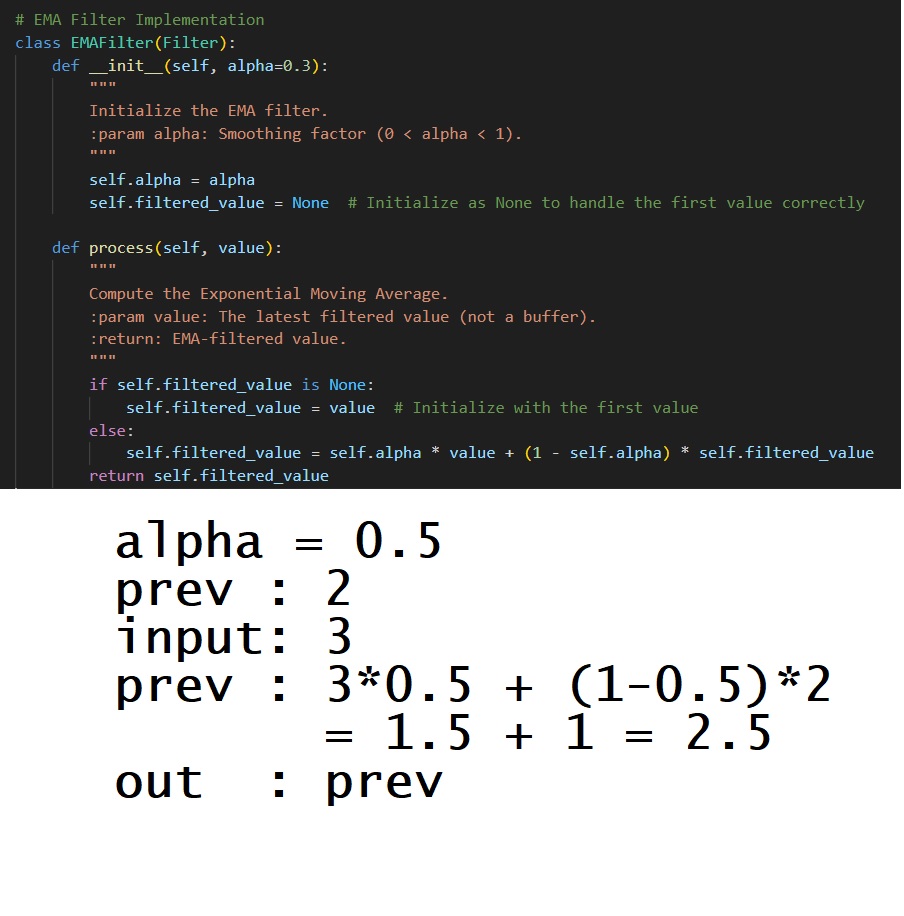 # EMA Filter Implementation
class EMAFilter(Filter):
    def __init__(self, alpha=0.3):
        """
        Initialize the EMA filter.
        :param alpha: Smoothing factor (0 < alpha < 1).
        """
        self.alpha = alpha
        self.filtered_value = None  # Initialize as None to handle the first value correctly

    def process(self, value):
        """
        Compute the Exponential Moving Average.
        :param value: The latest filtered value (not a buffer).
        :return: EMA-filtered value.
        """
        if self.filtered_value is None:
            self.filtered_value = value  # Initialize with the first value
        else:
            self.filtered_value = self.alpha * value + (1 - self.alpha) * self.filtered_value
        return self.filtered_value
alpha = 0.5
prev : 2
input: 3
prev : 3*0.5 + (1-0.5)*2
       = 1.5 + 1 = 2.5
out  : prev